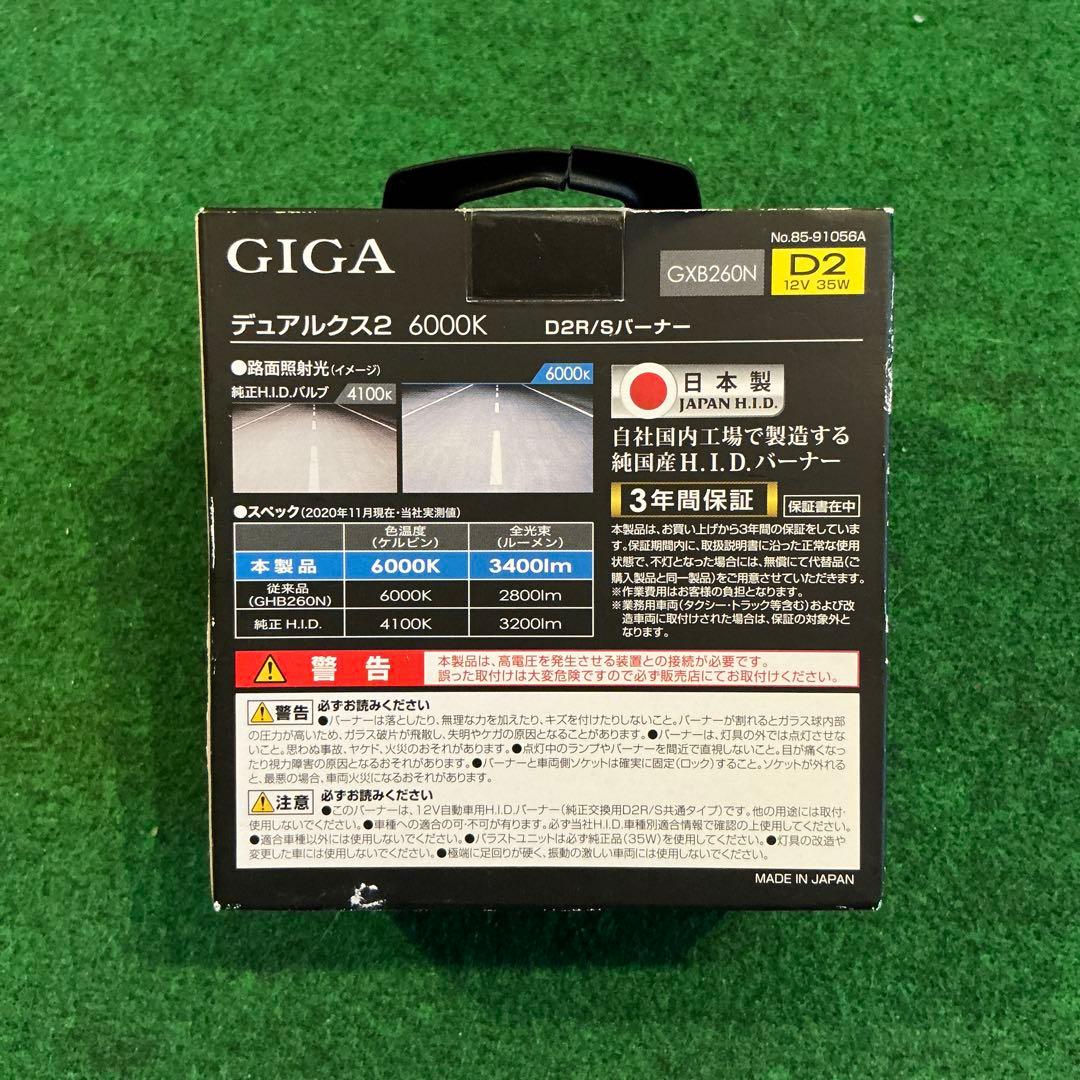 GIGA
No.85-91056A
GXB260N
D2
12V 35W
デュアルクス2 6000K D2R/Sバーナー
●路面照射光(イメージ)
純正H.I.D.バルブ 4100K
6000K
日本製
JAPAN H.I.D.
自社国内工場で製造する
純国産H.I.D.バーナー
3年間保証
保証書在中
本製品は、お買い上げから3年間の保証をしていま
す。保証期間内に、取扱説明書に沿った正常な使用
状態で、不灯となった場合には、無償にて代替品(ご
購入製品と同一製品)をご用意させていただきます。
※作業費用はお客様の負担となります。
※業務用車両(タクシー・トラック等含む)および改
造車両に取付けされた場合は、保証の対象外と
なります。
●スペック(2020年11月現在・当社実測値)
色温度
(ケルビン)
全光束
(ルーメン)
本製品 6000K 3400lm
従来品
(GHB260N) 6000K 2800lm
純正 H.I.D. 4100K 3200lm
警告
本製品は、高電圧を発生させる装置との接続が必要です。
誤った取付けは大変危険ですので必ず販売店にてお取付けください。
警告 必ずお読みください
●バーナーは落としたり、無理な力を加えたり、キズを付けたりしないこと。バーナーが割れるとガラス球内部
の圧力が高いため、ガラス破片が飛散し、失明やケガの原因となることがあります。●バーナーは、灯具の外では点灯させな
いこと。思わぬ事故、ヤケド、火災のおそれがあります。●点灯中のランプやバーナーを間近で直視しないこと。目が痛くなっ
たり視力障害の原因となるおそれがあります。●バーナーと車両側ソケットは確実に固定(ロック)すること。ソケットが外れる
と、最悪の場合、車両火災になるおそれがあります。
注意 必ずお読みください
●このバーナーは、12V自動車用H.I.D.バーナー(純正交換用D2R/S共通タイプ)です。他の用途には取付・
使用しないでください。●車種への適合の可・不可が有ります。必ず当社H.I.D.車種別適合情報で確認の上使用してください。
●適合車種以外には使用しないでください。●バラストユニットは必ず純正品(35W)を使用してください。●灯具の改造や
変更した車には使用しないでください。●極端に足回りが硬く、振動の激しい車両には使用しないでください。
MADE IN JAPAN